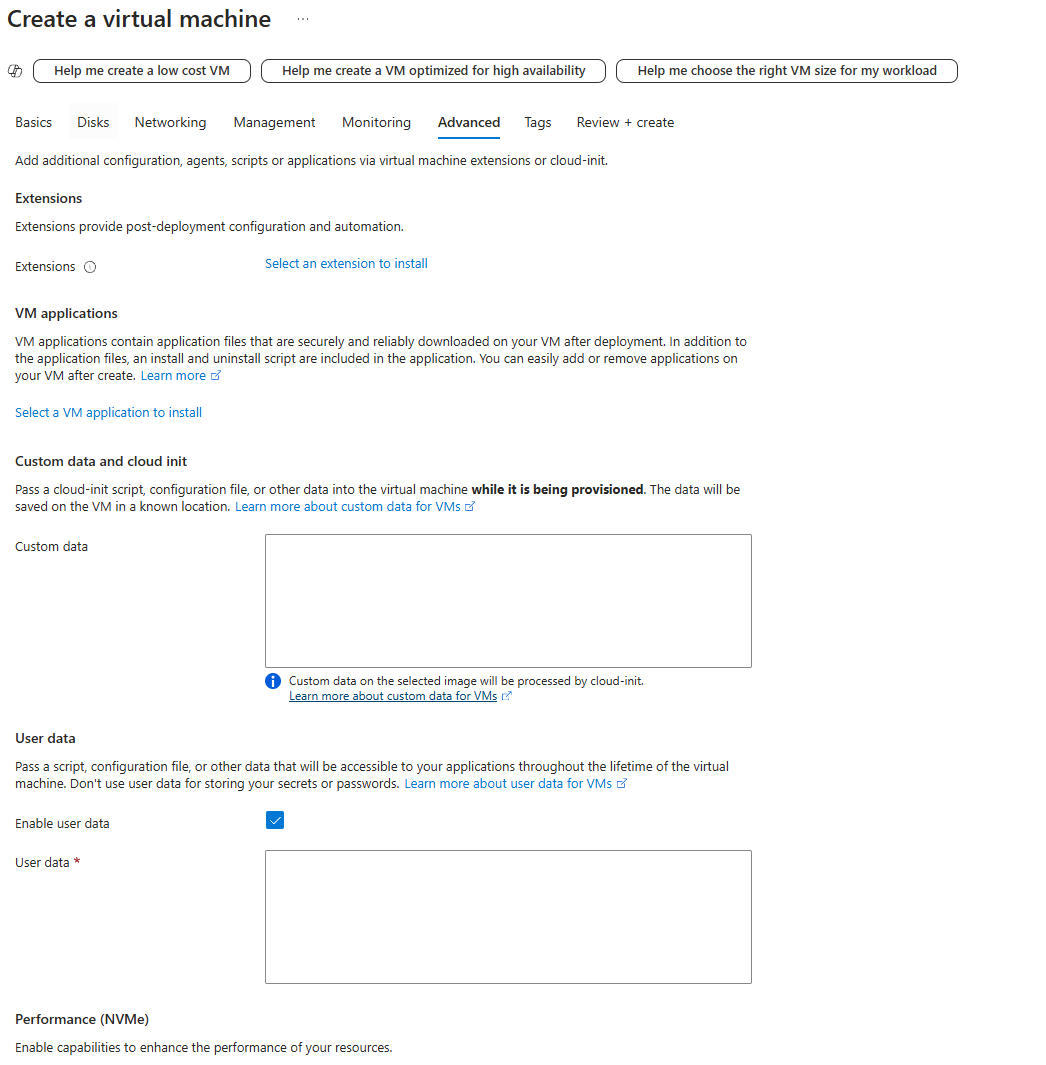 Create a virtual machine ...
Help me create a low cost VM
Help me create a VM optimized for high availability
Help me choose the right VM size for my workload
Basics Disks Networking Management Monitoring Advanced Tags Review + create
Add additional configuration, agents, scripts or applications via virtual machine extensions or cloud-init.
Extensions
Extensions provide post-deployment configuration and automation.
Extensions Select an extension to install
VM applications
VM applications contain application files that are securely and reliably downloaded on your VM after deployment. In addition to
the application files, an install and uninstall script are included in the application. You can easily add or remove applications on
your VM after create. Learn more
Select a VM application to install
Custom data and cloud init
Pass a cloud-init script, configuration file, or other data into the virtual machine while it is being provisioned. The data will be
saved on the VM in a known location. Learn more about custom data for VMs
Custom data
Custom data on the selected image will be processed by cloud-init.
Learn more about custom data for VMs
User data
Pass a script, configuration file, or other data that will be accessible to your applications throughout the lifetime of the virtual
machine. Don't use user data for storing your secrets or passwords. Learn more about user data for VMs
Enable user data
User data *
Performance (NVMe)
Enable capabilities to enhance the performance of your resources.